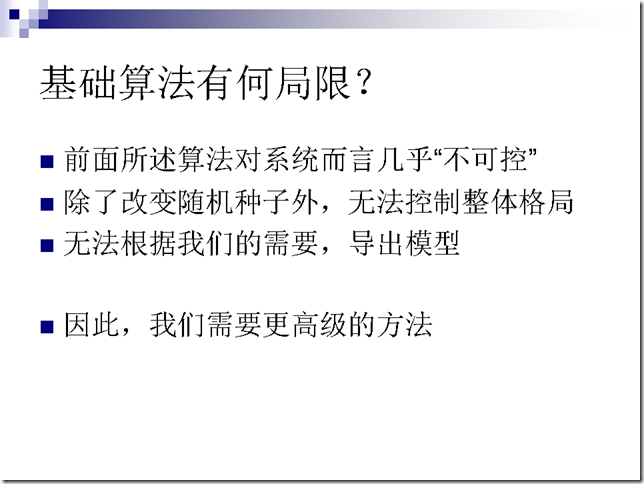 基础算法有何局限？
前面所述算法对系统而言几乎“不可控”
除了改变随机种子外，无法控制整体格局
无法根据我们的需要，导出模型
因此，我们需要更高级的方法